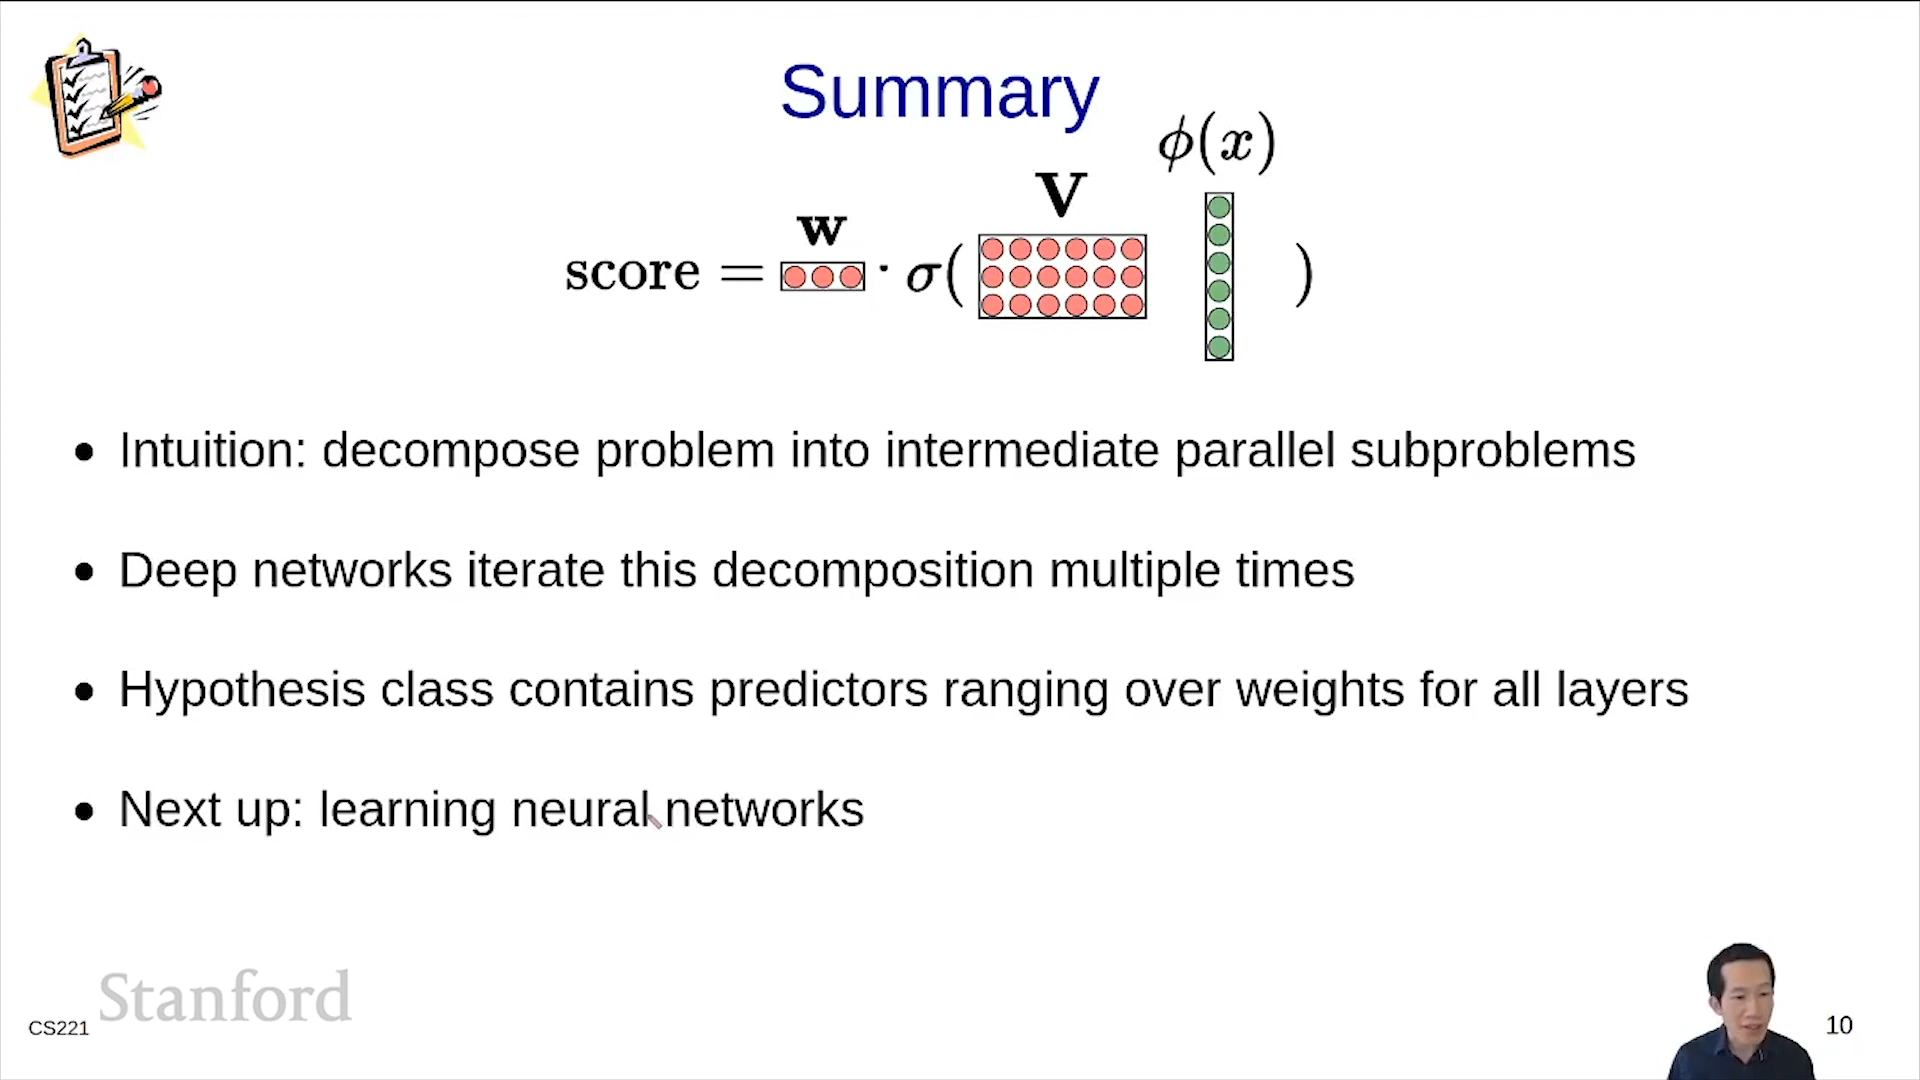 Summary
ϕ(x)
V
w
score = · σ( )
• Intuition: decompose problem into intermediate parallel subproblems
• Deep networks iterate this decomposition multiple times
• Hypothesis class contains predictors ranging over weights for all layers
• Next up: learning neural networks
Stanford
CS221
10